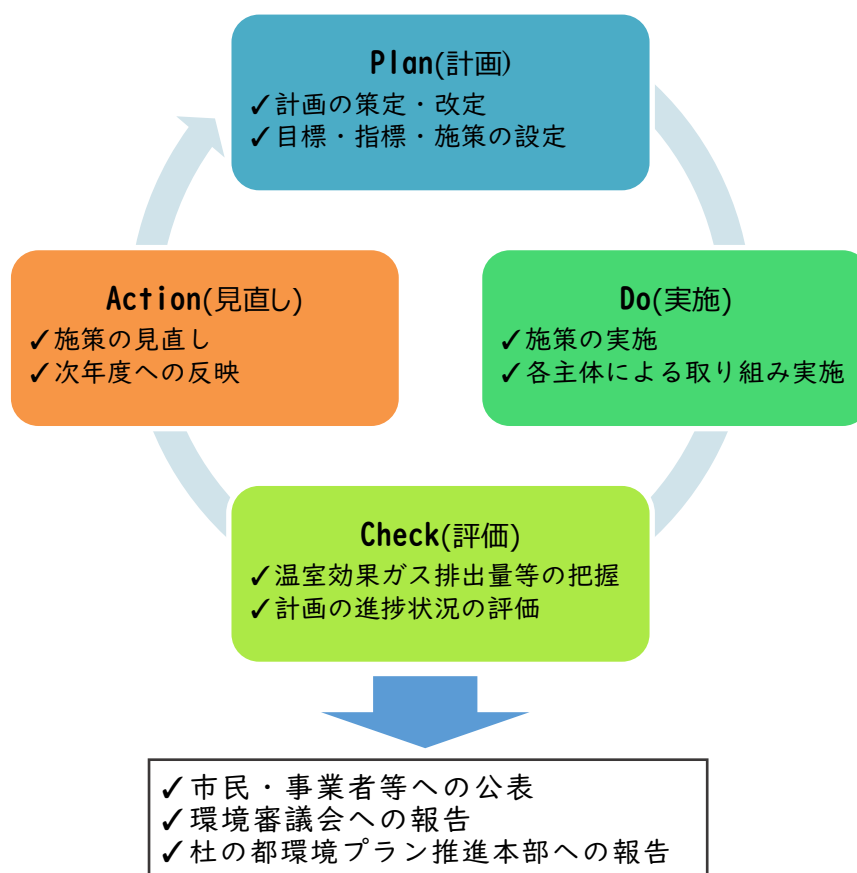 Plan(計画)
✓計画の策定・改定
✓目標・指標・施策の設定
Action(見直し)
✓施策の見直し
✓次年度への反映
Do(実施)
✓施策の実施
✓各主体による取り組み実施
Check(評価)
✓温室効果ガス排出量等の把握
✓計画の進捗状況の評価
✓市民・事業者等への公表
✓環境審議会への報告
✓杜の都環境プラン推進本部への報告